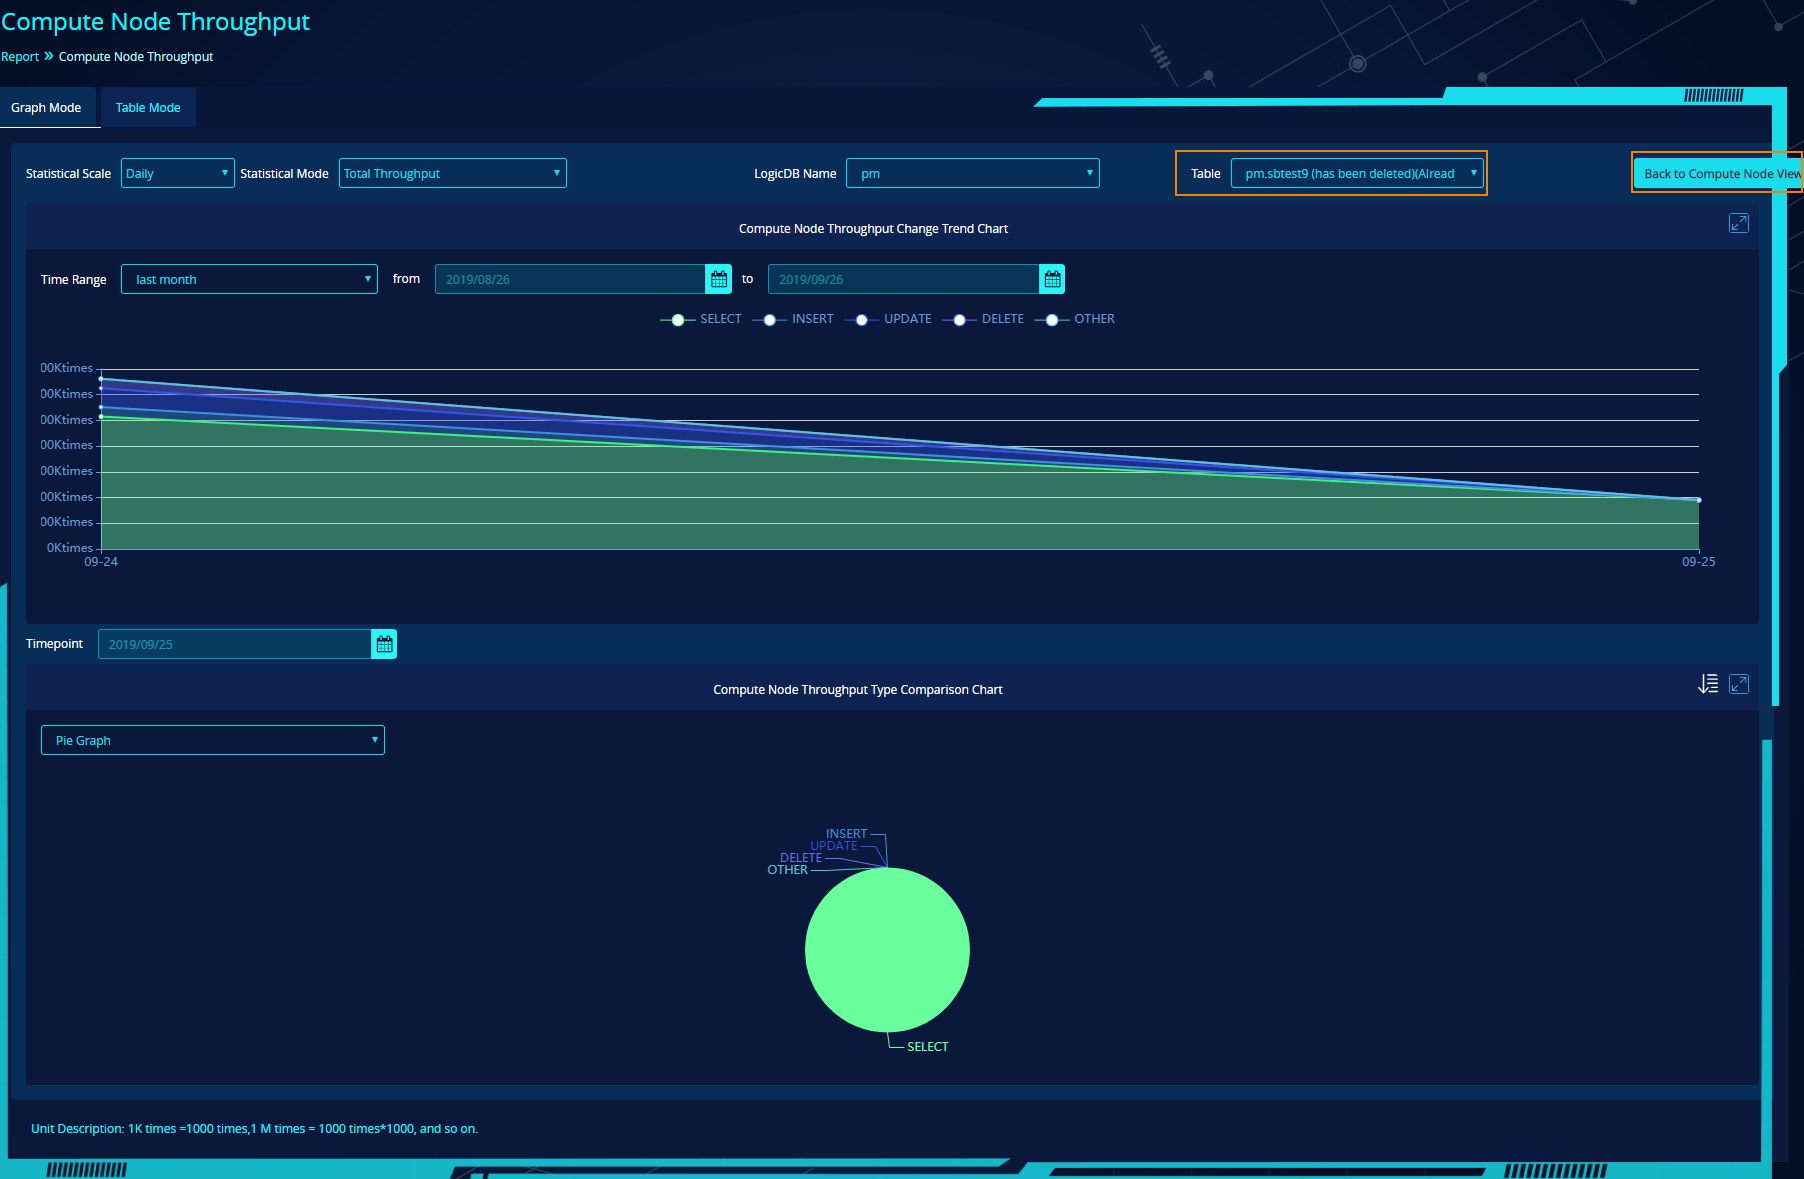 Compute Node Throughput
Report » Compute Node Throughput
Graph Mode Table Mode
Statistical Scale Daily Statistical Mode Total Throughput LogicDB Name pm Table pm.sbtest9 (has been deleted)(Alread Back to Compute Node View
Compute Node Throughput Change Trend Chart
Time Range last month from 2019/08/26 to 2019/09/26
SELECT INSERT UPDATE DELETE OTHER
00Ktimes
00Ktimes
00Ktimes
00Ktimes
00Ktimes
00Ktimes
00Ktimes
0Ktimes
09-24 09-25
Timepoint 2019/09/25
Compute Node Throughput Type Comparison Chart
Pie Graph
INSERT
UPDATE
DELETE
OTHER
SELECT
Unit Description: 1K times =1000 times,1 M times = 1000 times*1000, and so on.